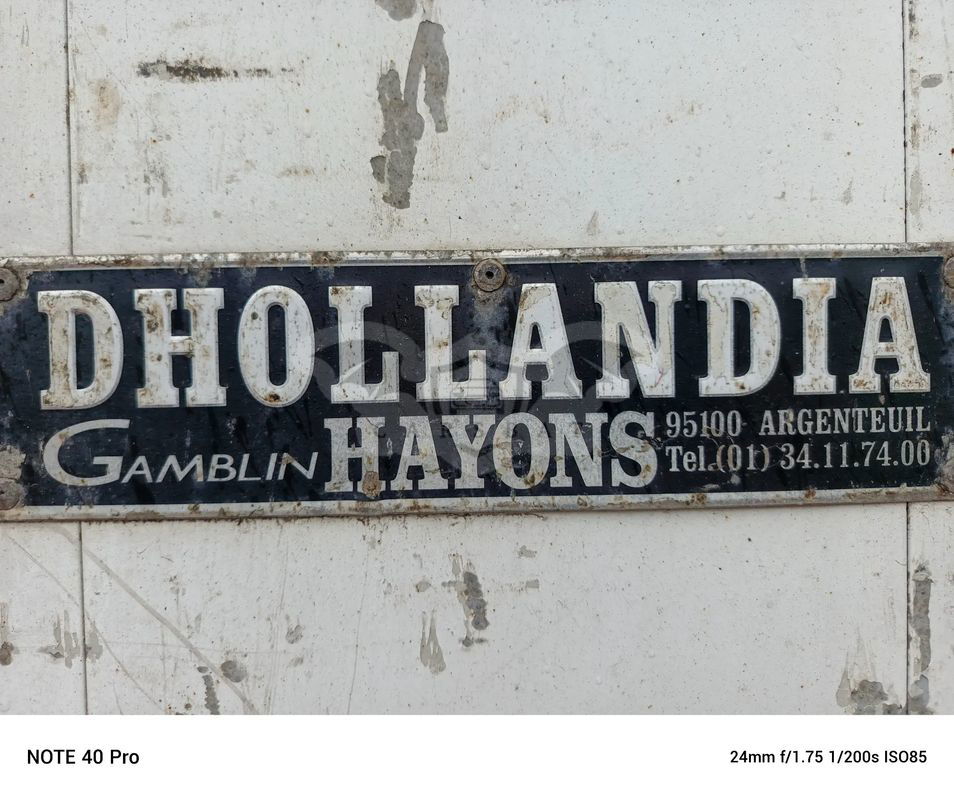 DHOLLANDIA
GAMBLIN HAYONS 95100 ARGENTEUIL
Tel.(01) 34.11.74.00
NOTE 40 Pro
24mm f/1.75 1/200s ISO85